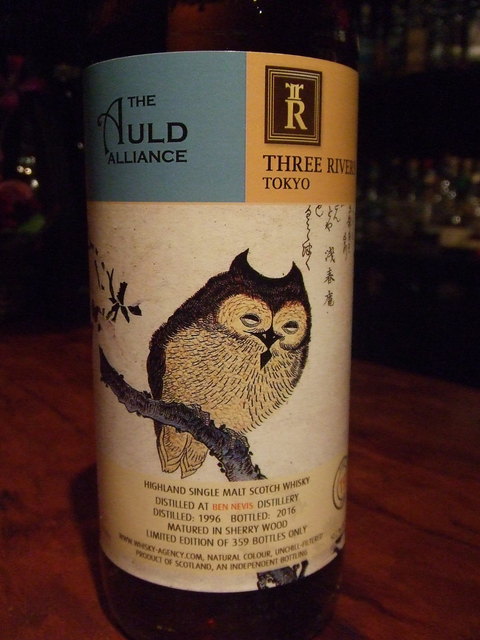 THE
AULD
ALLIANCE
TR
THREE RIVERS
TOKYO
浅春庵
HIGHLAND SINGLE MALT SCOTCH WHISKY
DISTILLED AT BEN NEVIS DISTILLERY
DISTILLED: 1996 BOTTLED: 2016
MATURED IN SHERRY WOOD
LIMITED EDITION OF 359 BOTTLES ONLY
WWW.WHISKY-AGENCY.COM, NATURAL COLOUR, UNCHILL-FILTERED
PRODUCT OF SCOTLAND, AN INDEPENDENT BOTTLING